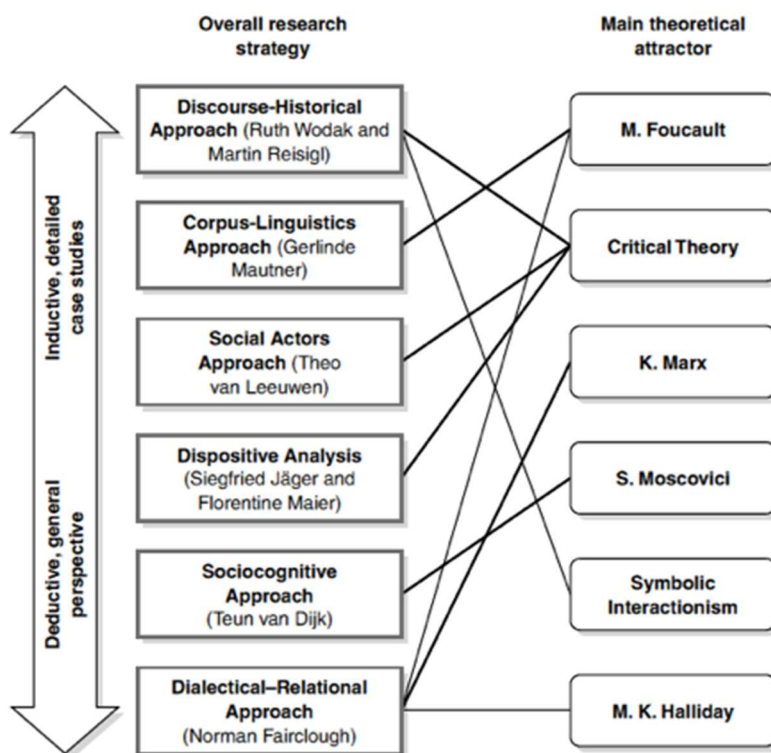 Overall research
strategy
Main theoretical
attractor
Inductive, detailed
case studies
Deductive, general
perspective
Discourse-Historical
Approach (Ruth Wodak and
Martin Reisigl)
Corpus-Linguistics
Approach (Gerlinde
Mautner)
Social Actors
Approach (Theo
van Leeuwen)
Dispositive Analysis
(Siegfried Jäger and
Florentine Maier)
Sociocognitive
Approach
(Teun van Dijk)
Dialectical–Relational
Approach
(Norman Fairclough)
M. Foucault
Critical Theory
K. Marx
S. Moscovici
Symbolic
Interactionism
M. K. Halliday